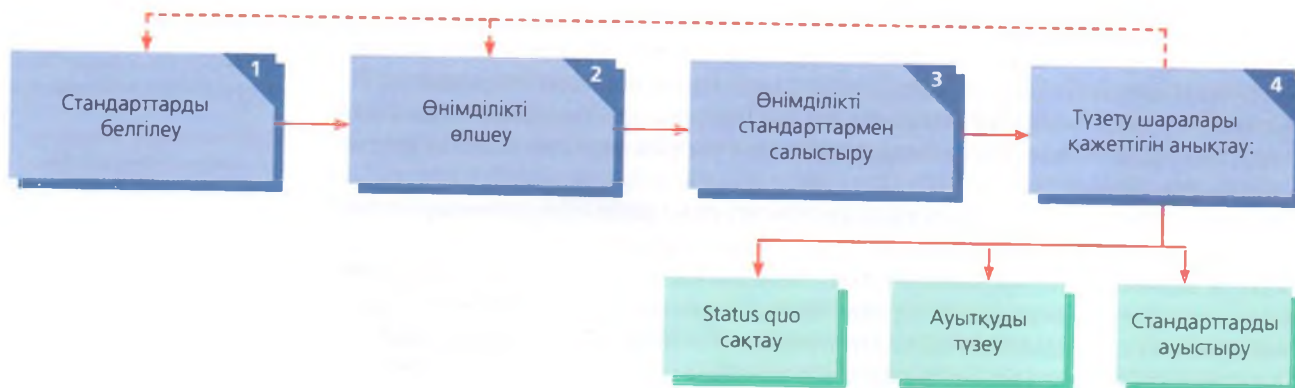 1
Стандарттарды
белгілеу
2
Өнімділікті
өлшеу
3
Өнімділікті
стандарттармен
салыстыру
4
Түзету шаралары
қажеттігін анықтау:
Status quo
сақтау
Ауытқуды
түзеу
Стандарттарды
ауыстыру